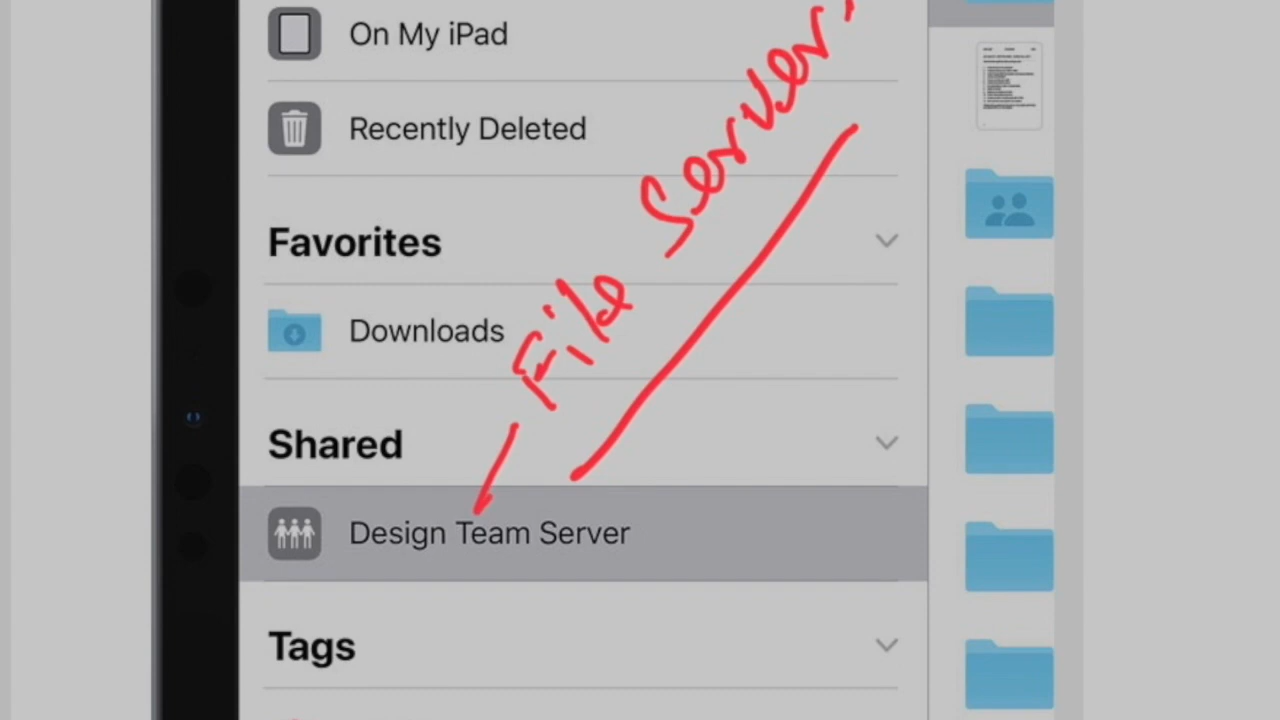 On My iPad
Recently Deleted
Favorites
Downloads
Shared
Design Team Server
Tags
File Server